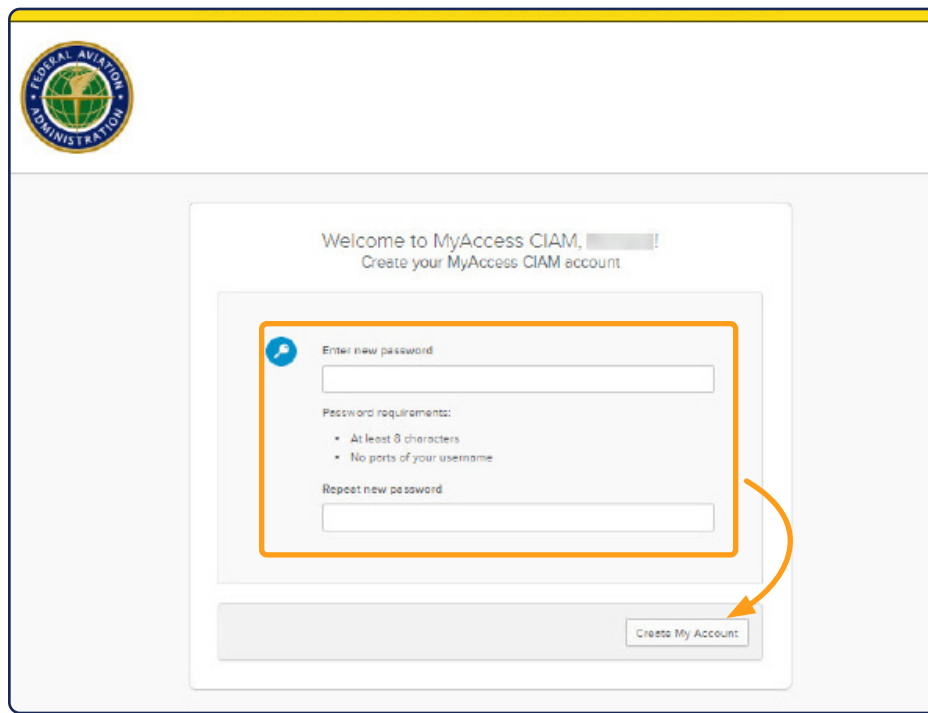 FEDERAL AVIATION
ADMINISTRATION
Welcome to MyAccess CIAM, !
Create your MyAccess CIAM account
Enter new password
Password requirements:
• At least 8 characters
• No parts of your username
Repeat new password
Create My Account